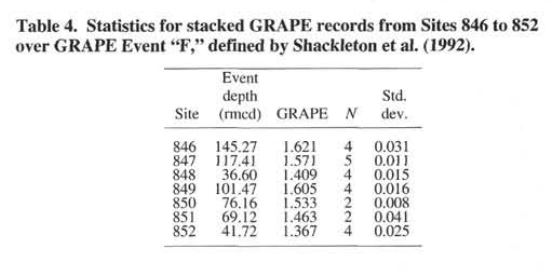 Table 4. Statistics for stacked GRAPE records from Sites 846 to 852
over GRAPE Event “F,” defined by Shackleton et al. (1992).
Event
depth Std.
Site (rmcd) GRAPE N dev.
846 145.27 1.621 4 0.031
847 117.41 1.571 5 0.011
848 36.60 1.409 4 0.015
849 101.47 1.605 4 0.016
850 76.16 1.533 2 0.008
851 69.12 1.463 2 0.041
852 41.72 1.367 4 0.025